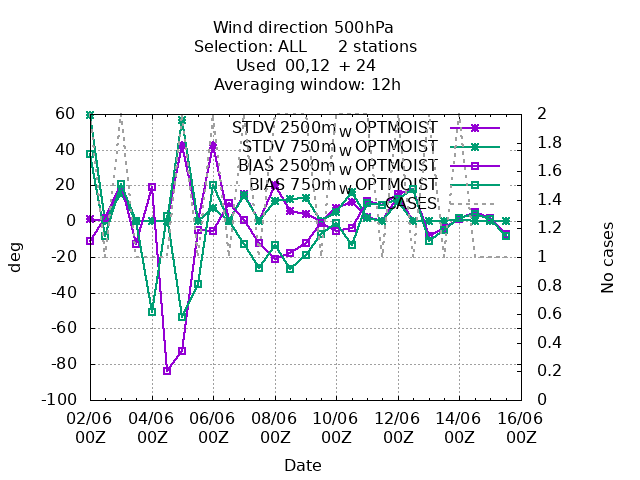 Wind direction 500hPa
Selection: ALL      2 stations
Used  00,12  + 24
Averaging window: 12h
STDV 2500m_w OPTMOIST
STDV 750m_w OPTMOIST
BIAS 2500m_w OPTMOIST
BIAS 750m_w OPTMOIST
CASES
60
40
20
0
-20
-40
-60
-80
-100
deg
2
1.8
1.6
1.4
1.2
1
0.8
0.6
0.4
0.2
0
No cases
02/06 04/06 06/06 08/06 10/06 12/06 14/06 16/06
00Z 00Z 00Z 00Z 00Z 00Z 00Z 00Z
Date